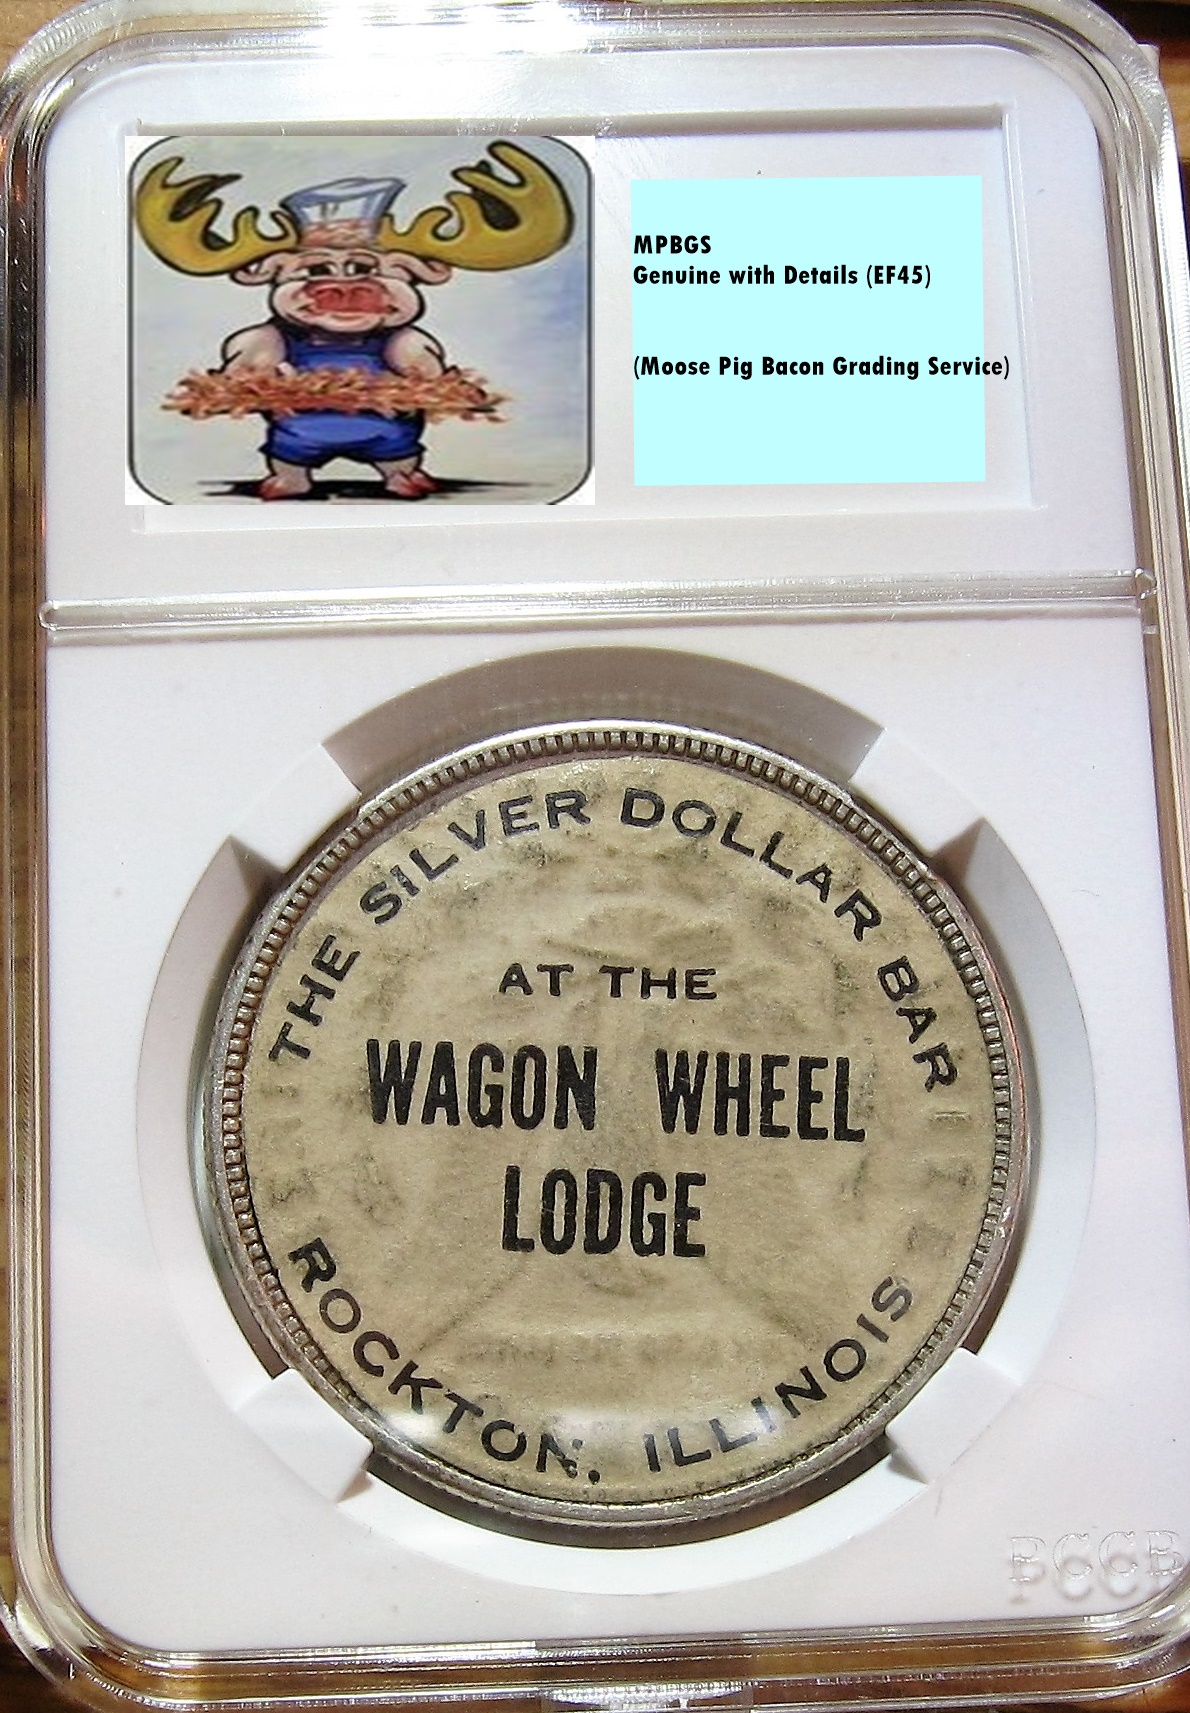 MPBGS
Genuine with Details (EF45)
(Moose Pig Bacon Grading Service)
THE SILVER DOLLAR BAR
AT THE
WAGON WHEEL
LODGE
ROCKTON, ILLINOIS
PCCB